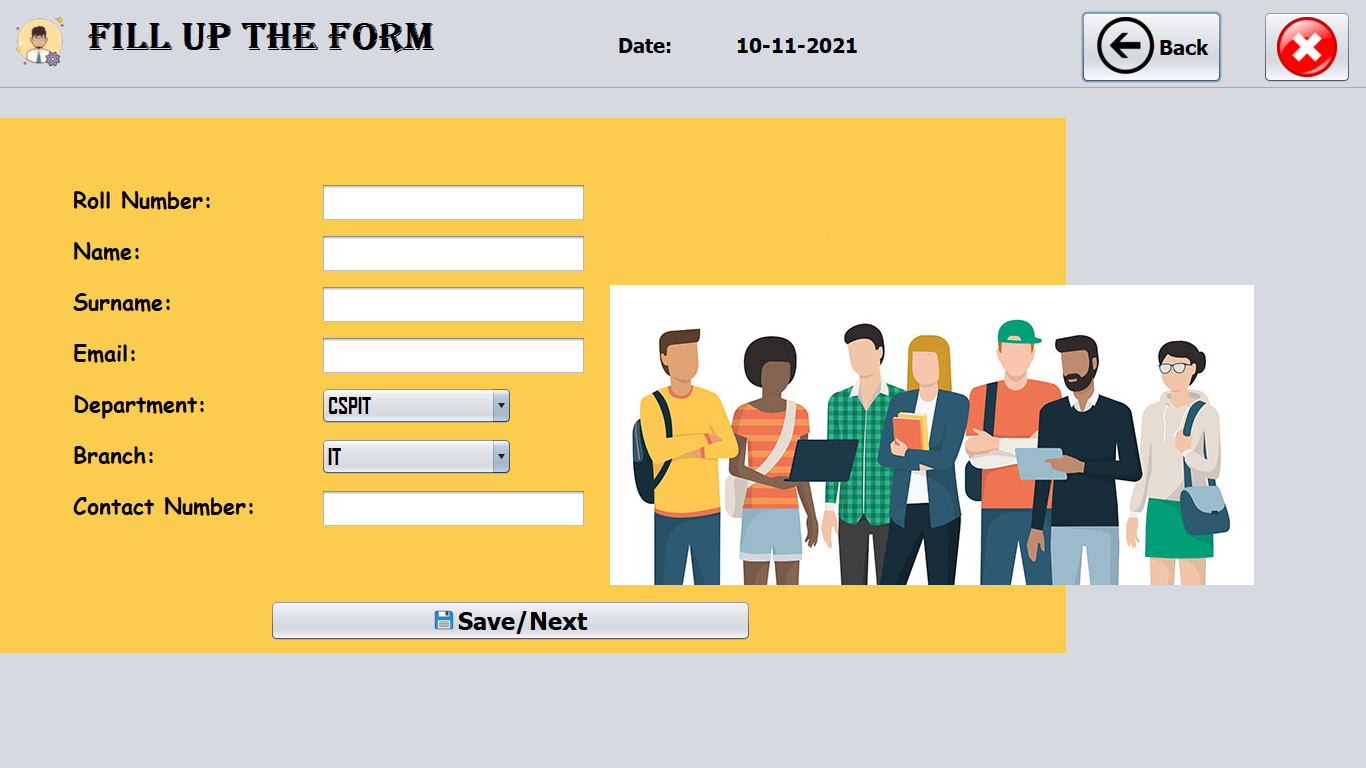 FILL UP THE FORM
Date: 10-11-2021
Back
Roll Number:
Name:
Surname:
Email:
Department: CSPIT
Branch: IT
Contact Number:
Save/Next